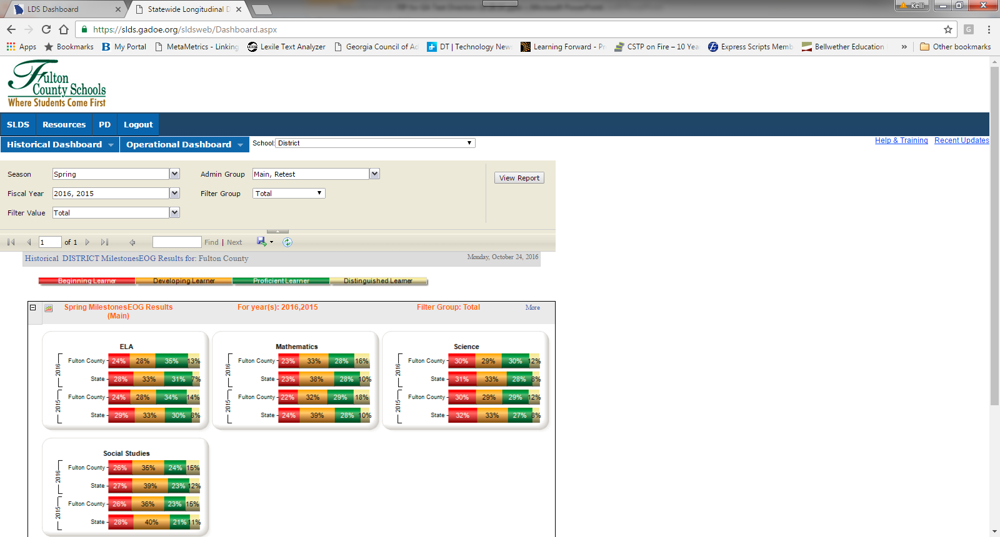 LDS Dashboard
Statewide Longitudinal D
Kelli
https://slds.gadoe.org/sldsweb/Dashboard.aspx
G
Apps Bookmarks B My Portal MetaMetrics - Linking LEXILE Lexile Text Analyzer Georgia Council of Ad DT | Technology News Learning Forward - Pr CSTP on Fire – 10 Yea Express Scripts Memb Bellwether Education » Other bookmarks
Fulton
County Schools
Where Students Come First
SLDS Resources PD Logout
Historical Dashboard Operational Dashboard School: District Help & Training Recent Updates
Season Spring Admin Group Main, Retest View Report
Fiscal Year 2016, 2015 Filter Group Total
Filter Value Total
1 of 1 Find | Next
Historical DISTRICT MilestonesEOG Results for: Fulton County Monday, October 24, 2016
Beginning Learner Developing Learner Proficient Learner Distinguished Learner
Spring MilestonesEOG Results For year(s): 2016,2015 Filter Group: Total More
(Main)
ELA
2016
Fulton County 24% 28% 35% 13%
State 28% 33% 31% 7%
2015
Fulton County 24% 28% 34% 14%
State 29% 33% 30% 8%
Mathematics
2016
Fulton County 23% 33% 28% 16%
State 23% 38% 28% 10%
2015
Fulton County 22% 32% 29% 18%
State 24% 39% 28% 10%
Science
2016
Fulton County 30% 29% 30% 12%
State 31% 33% 28% 8%
2015
Fulton County 30% 29% 29% 12%
State 32% 33% 27% 8%
Social Studies
2016
Fulton County 26% 35% 24% 15%
State 27% 39% 23% 12%
2015
Fulton County 26% 36% 23% 15%
State 28% 40% 21% 11%